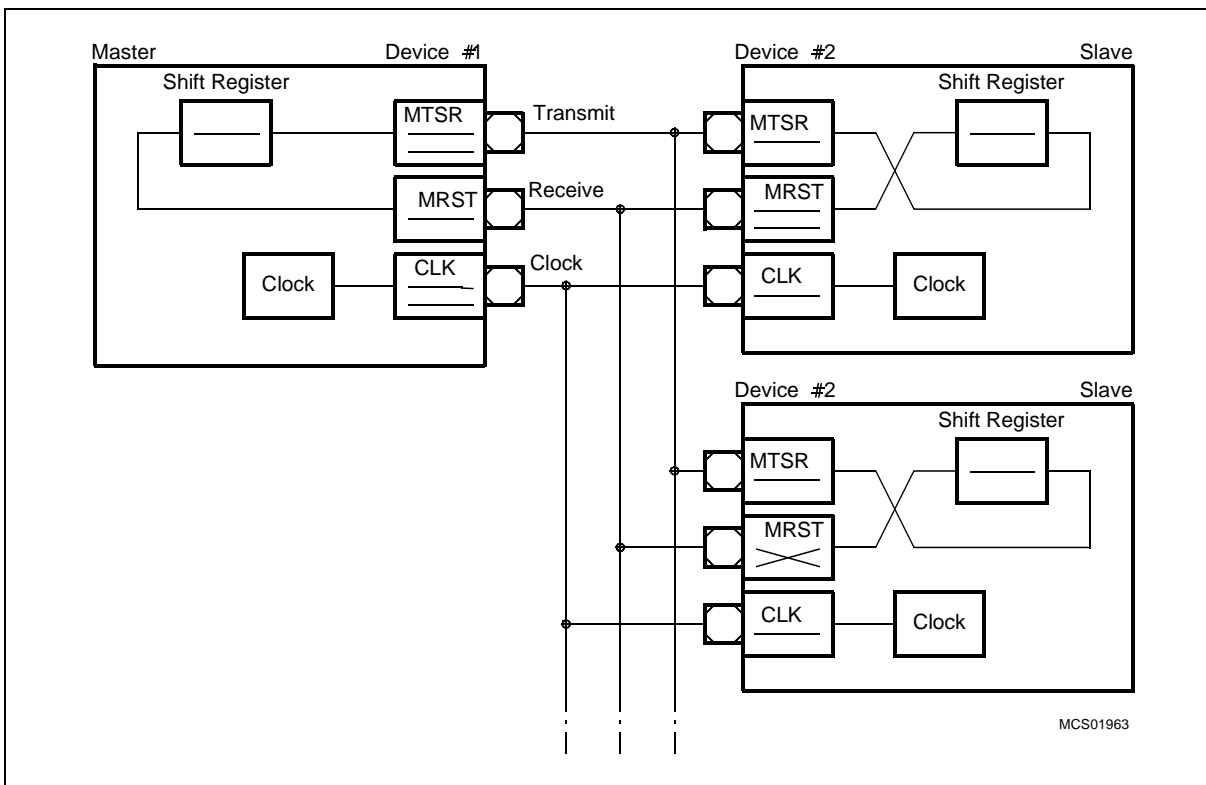 Master Device #1
Shift Register
MTSR
Transmit
MRST
Receive
Clock
CLK
Clock
Device #2 Slave
Shift Register
MTSR
MRST
CLK
Clock
Device #2 Slave
Shift Register
MTSR
MRST
CLK
Clock
MCS01963